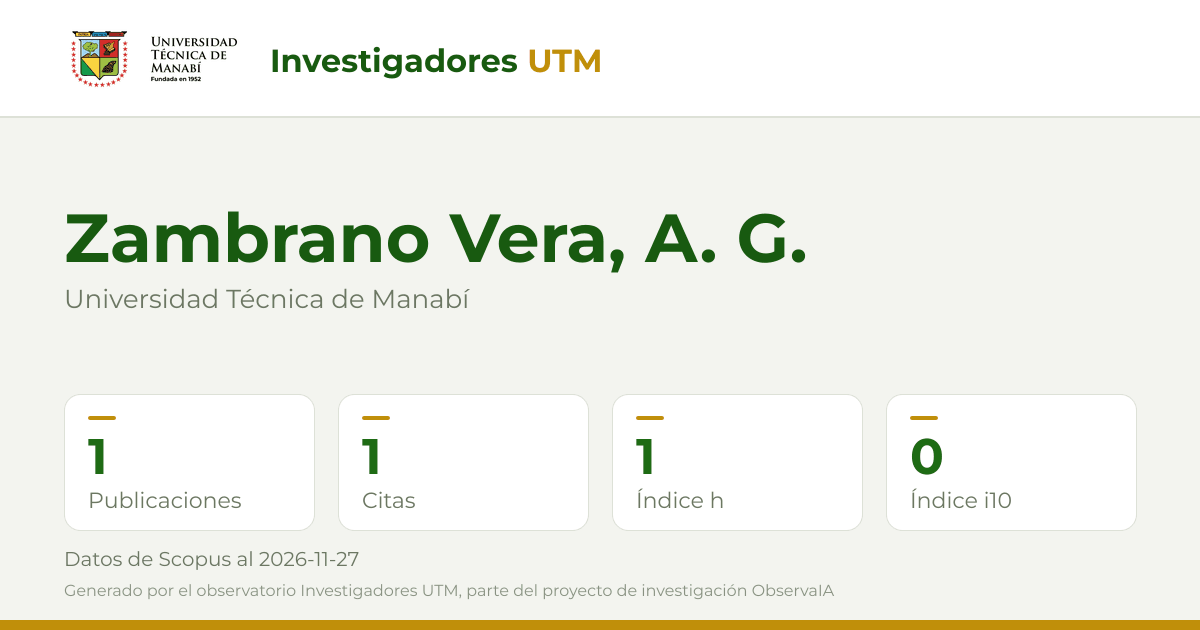 UNIVERSIDAD
TÉCNICA DE
MANABÍ
Fundada en 1952
Investigadores UTM
Zambrano Vera, A. G.
Universidad Técnica de Manabí
1
Publicaciones
1
Citas
1
Índice h
0
Índice i10
Datos de Scopus al 2026-11-27
Generado por el observatorio Investigadores UTM, parte del proyecto de investigación ObservaIA